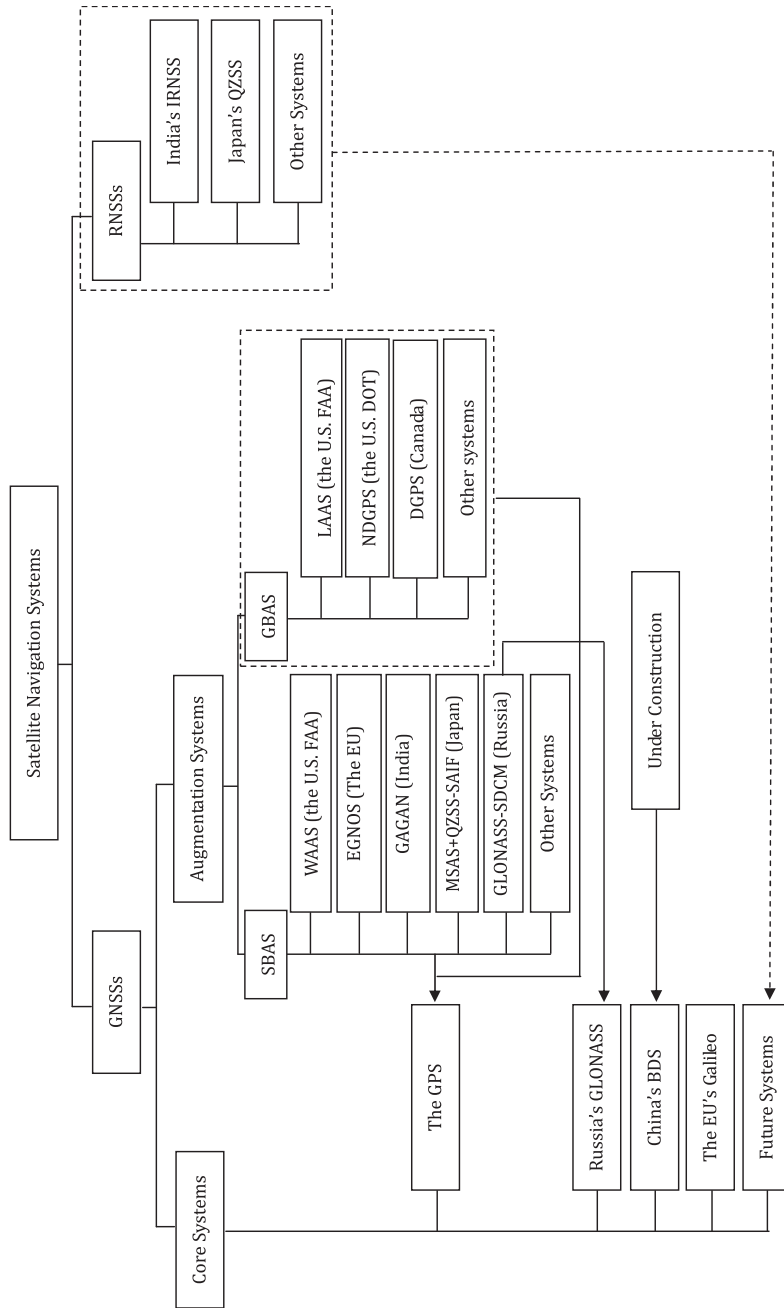 Satellite Navigation Systems
GNSSs
RNSSs
Core Systems
Augmentation Systems
India's IRNSS
Japan's QZSS
Other Systems
SBAS
GBAS
WAAS (the U.S. FAA)
EGNOS (The EU)
GAGAN (India)
MSAS+QZSS-SAIF (Japan)
GLONASS-SDCM (Russia)
Other Systems
LAAS (the U.S. FAA)
NDGPS (the U.S. DOT)
DGPS (Canada)
Other systems
The GPS
Russia's GLONASS
China's BDS
The EU's Galileo
Future Systems
Under Construction